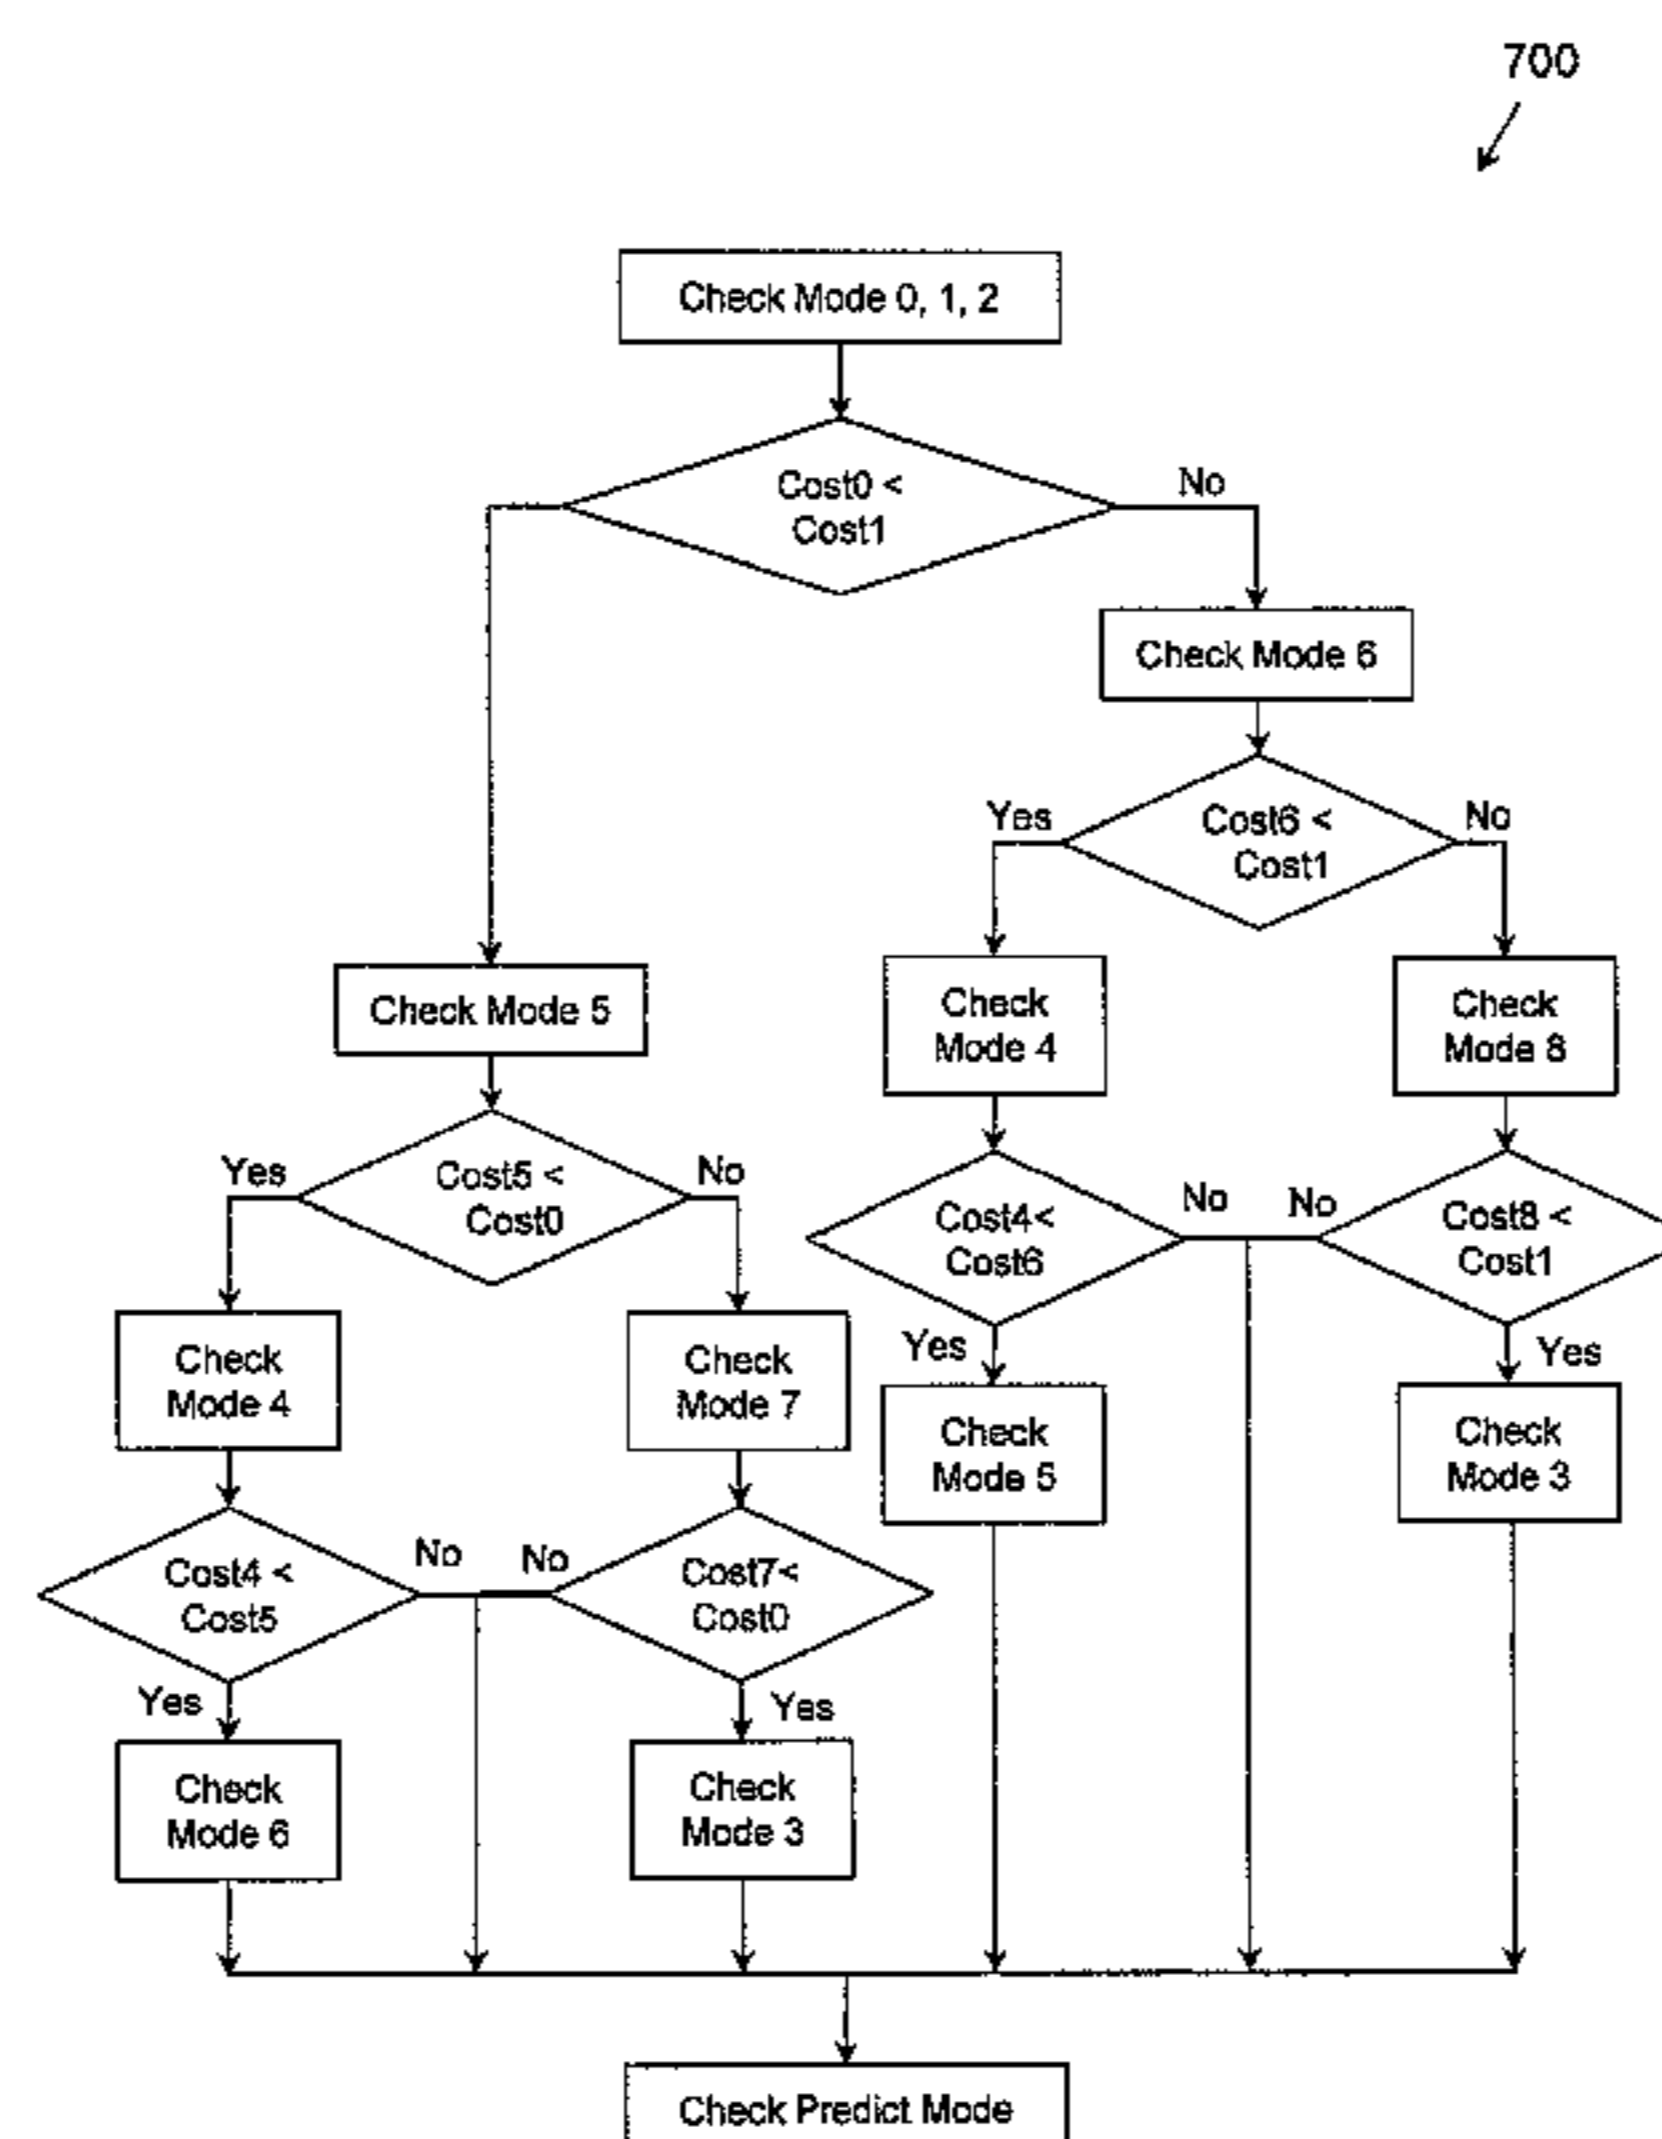 700
Check Mode 0, 1, 2
Cost0 <
Cost1
No
Check Mode 6
Yes
Cost6 <
Cost1
No
Check
Mode 4
Check
Mode 8
Check Mode 5
Yes
Cost5 <
Cost0
No
Cost4<
Cost6
No
No
Cost8 <
Cost1
Yes
Yes
Check
Mode 4
Check
Mode 7
Check
Mode 5
Check
Mode 3
Cost4 <
Cost5
No
No
Cost7<
Cost0
Yes
Yes
Check
Mode 6
Check
Mode 3
Check Predict Mode